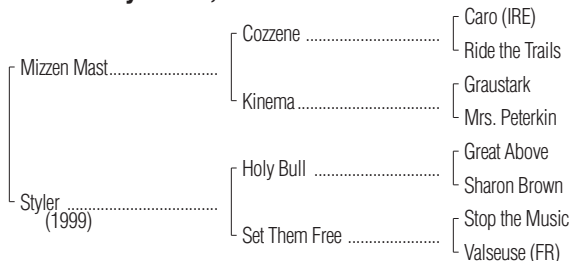 Caro (IRE)
Cozzene ..............................
Ride the Trails
Mizzen Mast........................
Graustark
Kinema................................
Mrs. Peterkin
Great Above
Holy Bull .............................
Sharon Brown
Styler ..................................
(1999)
Stop the Music
Set Them Free .....................
Valseuse (FR)